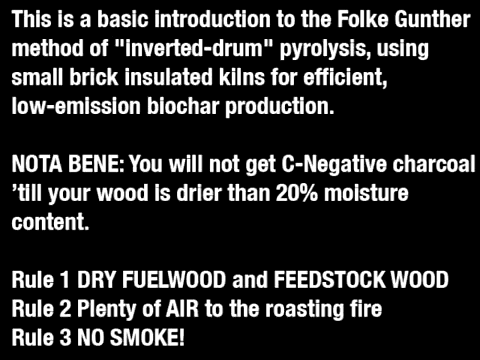 This is a basic introduction to the Folke Gunther
method of "inverted-drum" pyrolysis, using
small brick insulated kilns for efficient,
low-emission biochar production.
NOTA BENE: You will not get C-Negative charcoal
’till your wood is drier than 20% moisture
content.
Rule 1 DRY FUELWOOD and FEEDSTOCK WOOD
Rule 2 Plenty of AIR to the roasting fire
Rule 3 NO SMOKE!